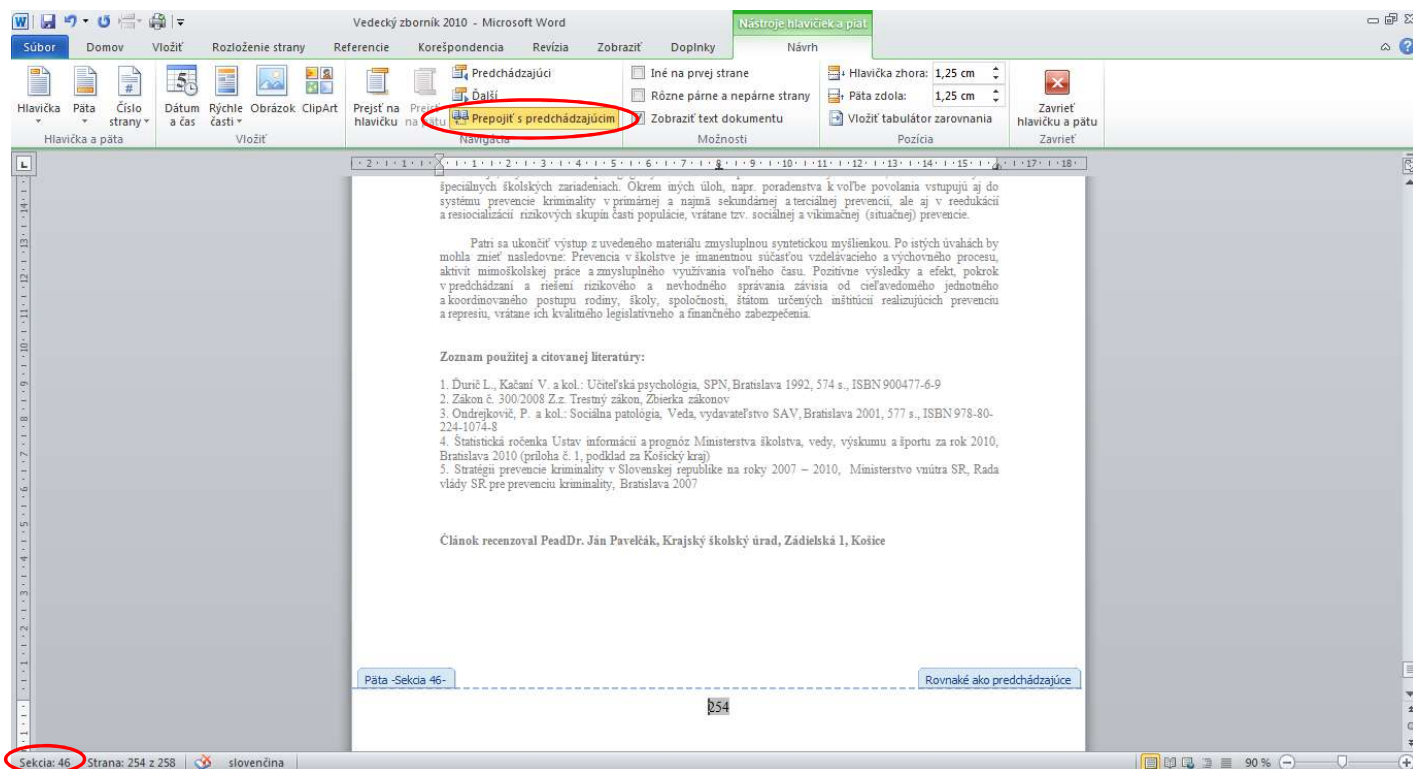 Vedecký zborník 2010 - Microsoft Word
Nástroje hlavičiek a piat
Súbor Domov Vložiť Rozloženie strany Referencie Korešpondencia Revízia Zobraziť Doplnky Návrh
Hlavička Päta Číslo strany
Hlavička a päta
Dátum a čas Rýchle časti Obrázok ClipArt
Vložiť
Prejsť na hlavičku Prejsť na pätu
Predchádzajúci
Ďalší
Prepojiť s predchádzajúcim
Navigácia
Iné na prvej strane
Rôzne párne a nepárne strany
Zobraziť text dokumentu
Možnosti
Hlavička zhora: 1,25 cm
Päta zdola: 1,25 cm
Vložiť tabulátor zarovnania
Pozícia
Zavrieť hlavičku a pätu
Zavrieť
špeciálnych školských zariadeniach. Okrem iných úloh, napr. poradenstva k voľbe povolania vstupujú aj do
systému prevencie kriminality v primárnej a najmä sekundárnej a terciálnej prevencii, ale aj v reedukácii
a resiocializácii rizikových skupín časti populácie, vrátane tzv. sociálnej a vikimačnej (situačnej) prevencie.
Patri sa ukončiť výstup z uvedeného materiálu zmysluplnou syntetickou myšlienkou. Po istých úvahách by
mohla znieť nasledovne: Prevencia v školstve je imanentnou súčasťou vzdelávacieho a výchovného procesu,
aktivít mimoškolskej práce a zmysluplného využívania voľného času. Pozitívne výsledky a efekt, pokrok
v predchádzaní a riešení rizikového a nevhodného správania závisia od cieľavedomého jednotného
a koordinovaného postupu rodiny, školy, spoločnosti, štátom určených inštitúcií realizujúcich prevenciu
a represiu, vrátane ich kvalitného legislatívneho a finančného zabezpečenia.
Zoznam použitej a citovanej literatúry:
1. Ďurič L., Kačaní V. a kol.: Učiteľská psychológia, SPN, Bratislava 1992, 574 s., ISBN 900477-6-9
2. Zákon č. 300/2008 Z.z. Trestný zákon, Zbierka zákonov
3. Ondrejkovič, P. a kol.: Sociálna patológia, Veda, vydavateľstvo SAV, Bratislava 2001, 577 s., ISBN 978-80-
224-1074-8
4. Štatistická ročenka Ustav informácií a prognóz Ministerstva školstva, vedy, výskumu a športu za rok 2010,
Bratislava 2010 (príloha č. 1, podklad za Košický kraj)
5. Stratégii prevencie kriminality v Slovenskej republike na roky 2007 – 2010, Ministerstvo vnútra SR, Rada
vlády SR pre prevenciu kriminality, Bratislava 2007
Článok recenzoval PeadDr. Ján Pavelčák, Krajský školský úrad, Zádielská 1, Košice
Päta -Sekcia 46- Rovnaké ako predchádzajúce
254
Sekcia: 46 Strana: 254 z 258 slovenčina 90 %